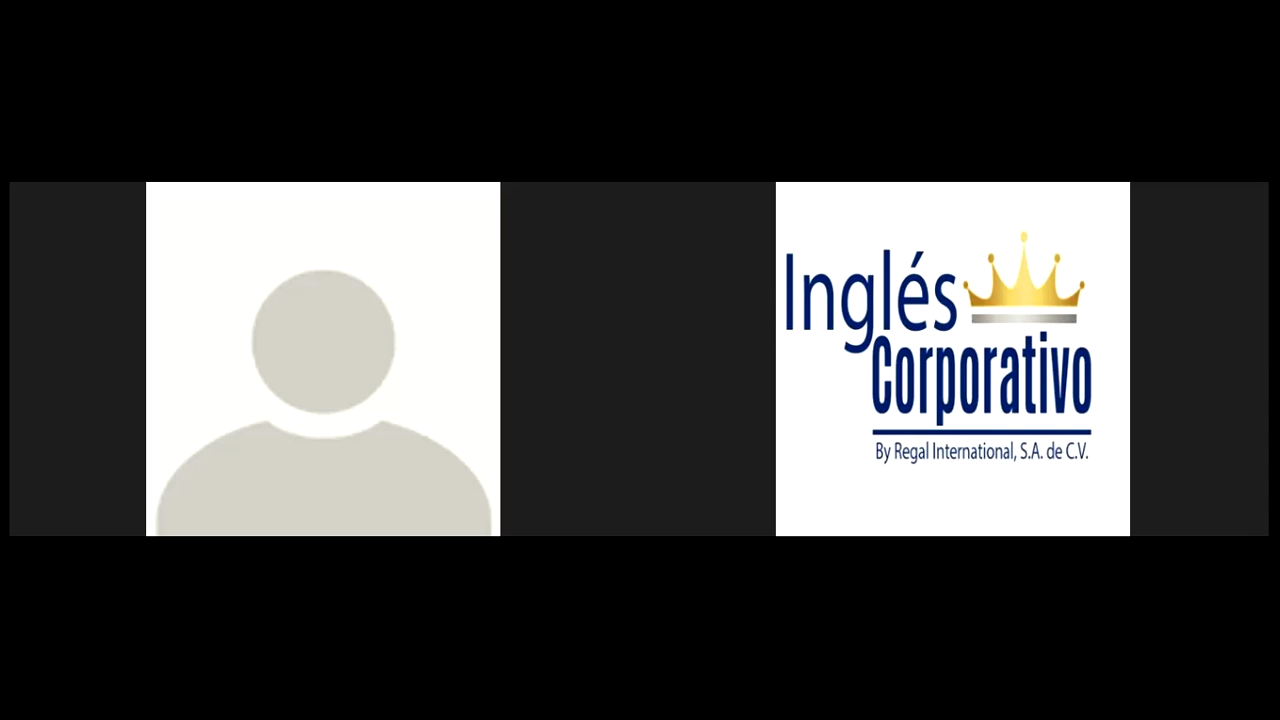 Inglés
Corporativo
By Regal International, S.A. de C.V.